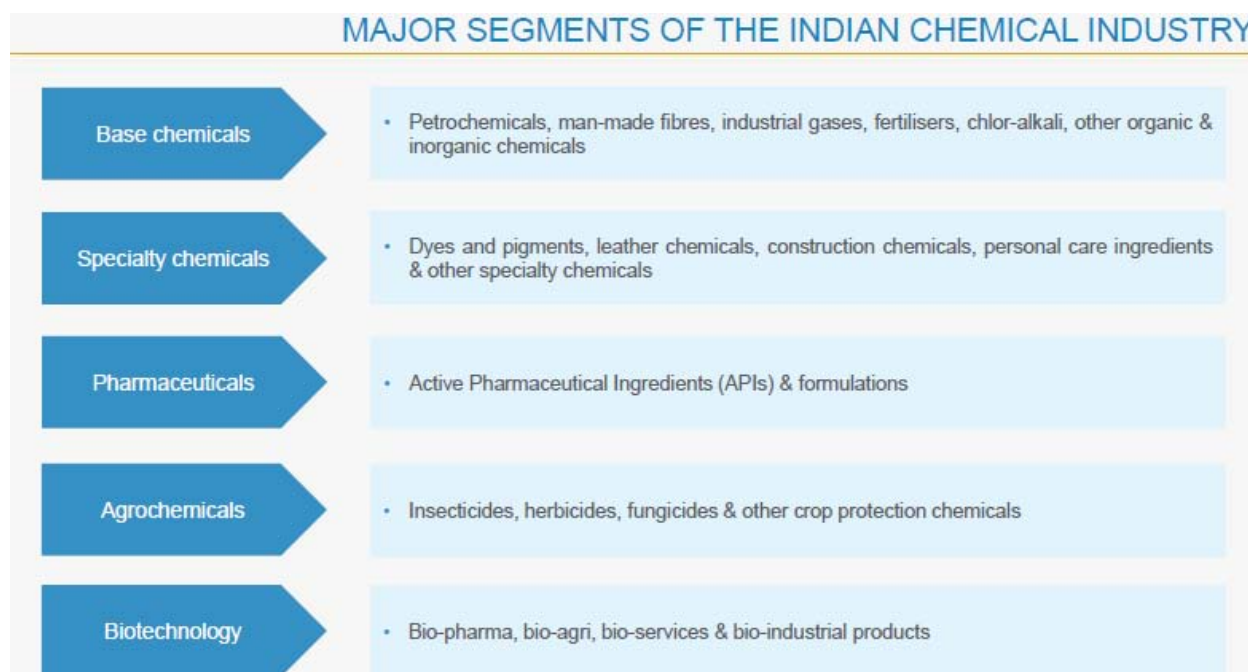 MAJOR SEGMENTS OF THE INDIAN CHEMICAL INDUSTRY
Base chemicals
• Petrochemicals, man-made fibres, industrial gases, fertilisers, chlor-alkali, other organic &
inorganic chemicals
Specialty chemicals
• Dyes and pigments, leather chemicals, construction chemicals, personal care ingredients
& other specialty chemicals
Pharmaceuticals
• Active Pharmaceutical Ingredients (APIs) & formulations
Agrochemicals
• Insecticides, herbicides, fungicides & other crop protection chemicals
Biotechnology
• Bio-pharma, bio-agri, bio-services & bio-industrial products